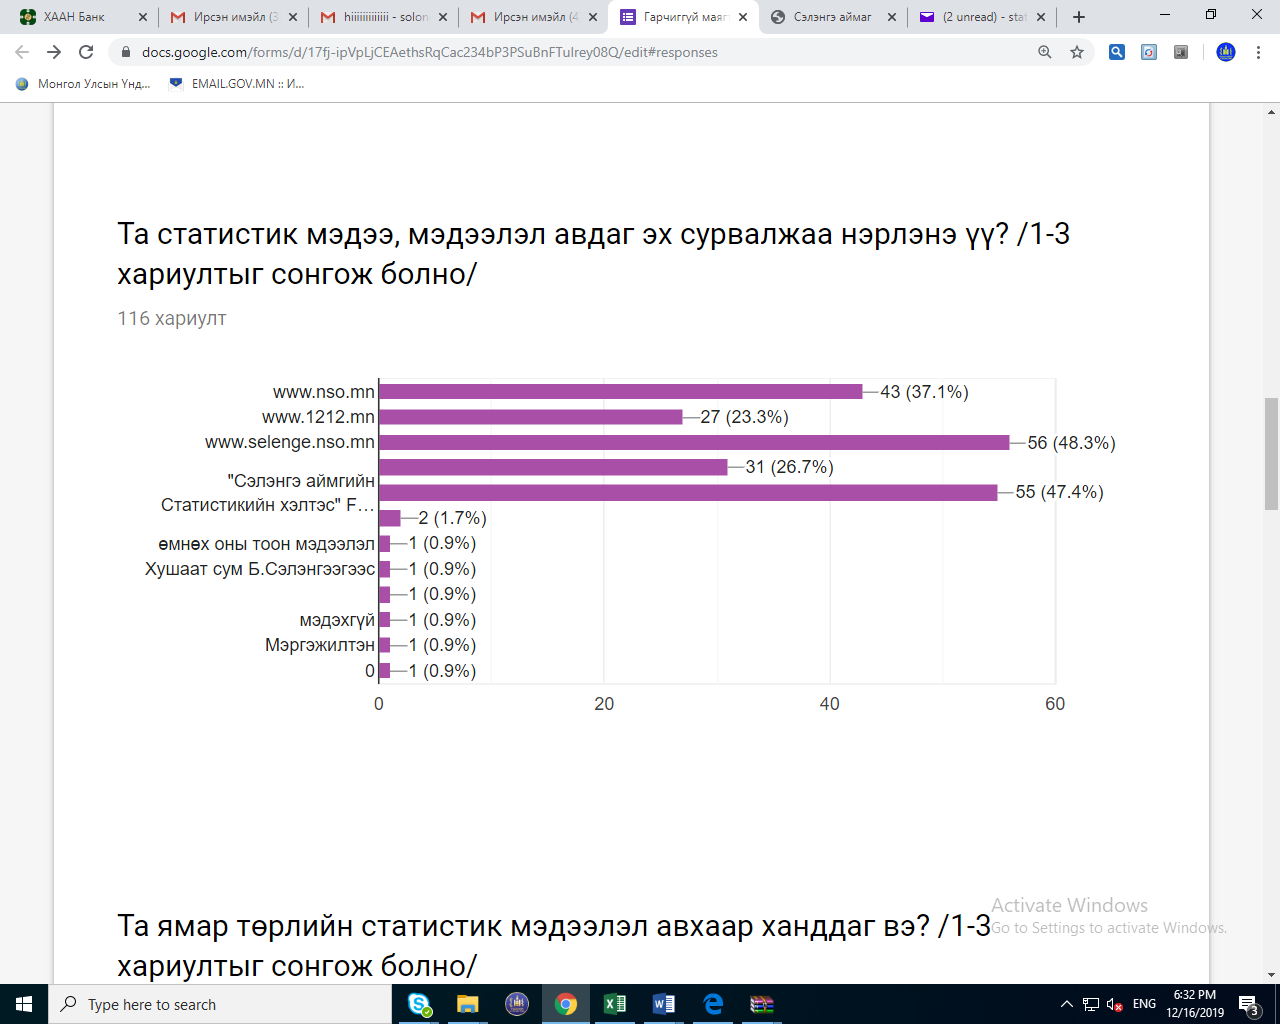 ХААН Банк
Ирсэн имэйл (3
hiiiiiiiiiiiii - solon
Ирсэн имэйл (4
Гарчиггүй маяг
Сэлэнгэ аймаг
(2 unread) - stat
docs.google.com/forms/d/17fj-ipVpLjCEAethsRqCac234bP3PSuBnFTulrey08Q/edit#responses
Монгол Улсын Үнд...
EMAIL.GOV.MN :: И...
Та статистик мэдээ, мэдээлэл авдаг эх сурвалжаа нэрлэнэ үү? /1-3
хариултыг сонгож болно/
116 хариулт
www.nso.mn 43 (37.1%)
www.1212.mn 27 (23.3%)
www.selenge.nso.mn 56 (48.3%)
31 (26.7%)
"Сэлэнгэ аймгийн
Статистикийн хэлтэс" F…
55 (47.4%)
2 (1.7%)
өмнөх оны тоон мэдээлэл 1 (0.9%)
Хушаат сум Б.Сэлэнгээгээс 1 (0.9%)
1 (0.9%)
мэдэхгүй 1 (0.9%)
Мэргэжилтэн 1 (0.9%)
0 1 (0.9%)
0 20 40 60
Та ямар төрлийн статистик мэдээлэл авхаар ханддаг вэ? /1-3
хариултыг сонгож болно/
Activate Windows
Go to Settings to activate Windows.
Type here to search
ENG
6:32 PM
12/16/2019
3